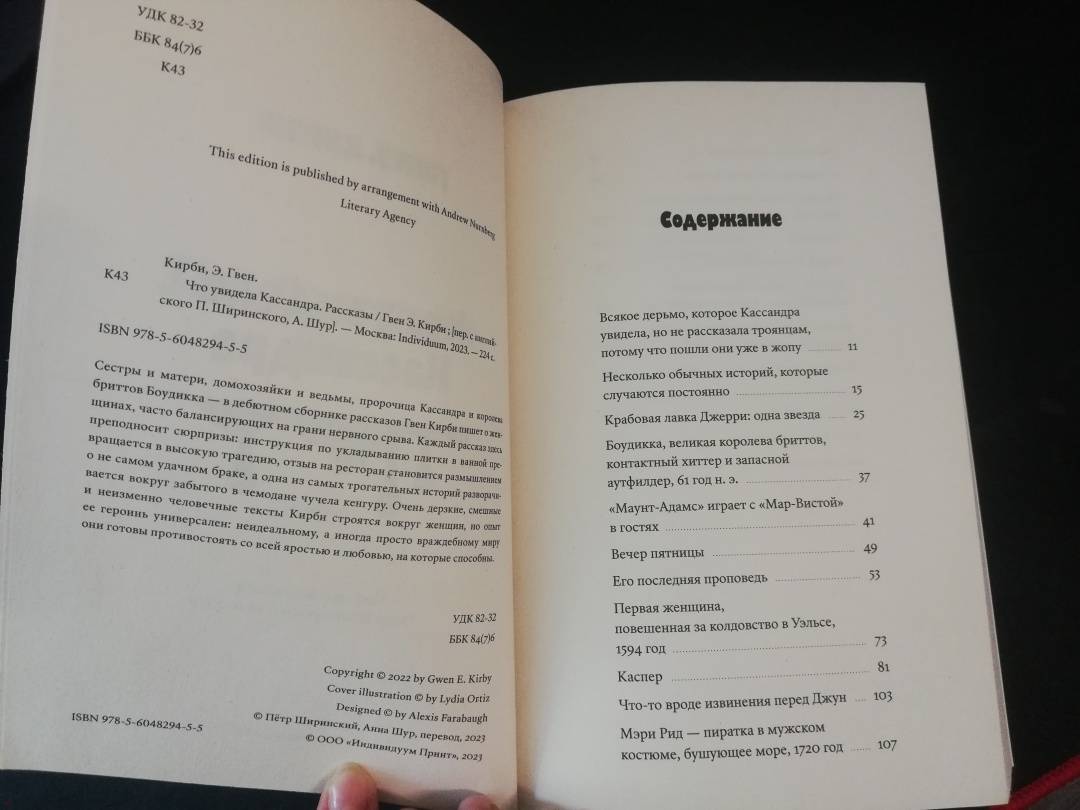 УДК 82-32
ББК 84(7)6
К43
This edition is published by arrangement with Andrew Nurnberg
Literary Agency
Кирби, Э. Гвен.
К43
Что увидела Кассандра. Рассказы / Гвен Э. Кирби ; [пер. с англий-
ского П. Ширинского, А. Шур]. — Москва: Individuum, 2023. — 224 с.
ISBN 978-5-6048294-5-5
Сестры и матери, домохозяйки и ведьмы, пророчица Кассандра и королева
бриттов Боудикка — в дебютном сборнике рассказов Гвен Кирби пишет о жен-
щинах, часто балансирующих на грани нервного срыва. Каждый рассказ здесь
преподносит сюрпризы: инструкция по укладыванию плитки в ванной пре-
вращается в высокую трагедию, отзыв на ресторан становится размышлением
о не самом удачном браке, а одна из самых трогательных историй разворачи-
вается вокруг забытого в чемодане чучела кенгуру. Очень дерзкие, смешные
и неизменно человечные тексты Кирби строятся вокруг женщин, но опыт
ее героинь универсален: неидеальному, а иногда просто враждебному миру
они готовы противостоять со всей яростью и любовью, на которые способны.
УДК 82-32
ББК 84(7)6
Copyright © 2022 by Gwen E. Kirby
Cover illustration © by Lydia Ortiz
Designed © by Alexis Farabaugh
© Пётр Ширинский, Анна Шур, перевод, 2023
ISBN 978-5-6048294-5-5
© ООО «Индивидуум Принт», 2023
Содержание
Всякое дерьмо, которое Кассандра
увидела, но не рассказала троянцам,
потому что пошли они уже в жопу ........ 11
Несколько обычных историй, которые
случаются постоянно ........ 15
Крабовая лавка Джерри: одна звезда ..... 25
Боудикка, великая королева бриттов,
контактный хиттер и запасной
аутфилдер, 61 год н. э. ........ 37
«Маунт-Адамс» играет с «Мар-Вистой»
в гостях ........ 41
Вечер пятницы ........ 49
Его последняя проповедь ........ 53
Первая женщина,
повешенная за колдовство в Уэльсе,
1594 год ........ 73
Каспер ........ 81
Что-то вроде извинения перед Джун .... 103
Мэри Рид — пиратка в мужском
костюме, бушующее море, 1720 год ..... 107